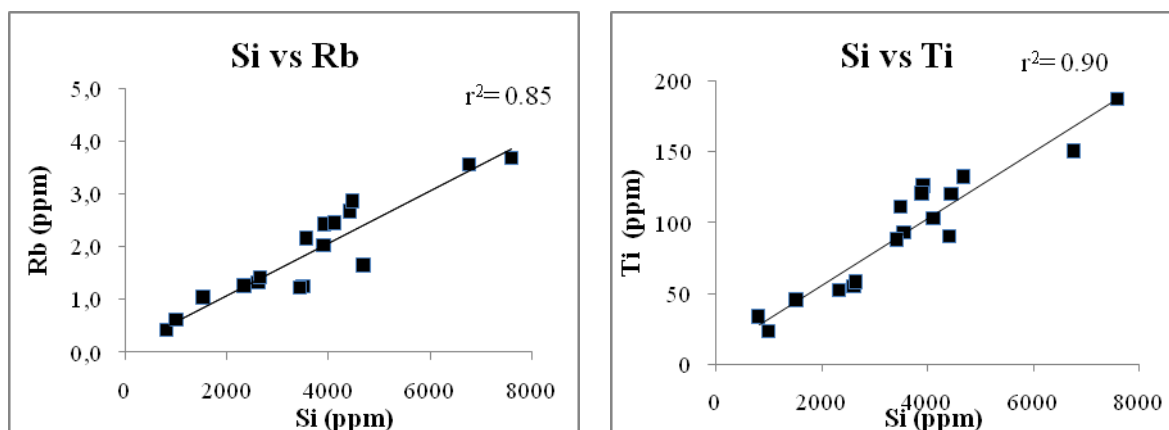 Si vs Rb
r²= 0.85
Rb (ppm)
5,0
4,0
3,0
2,0
1,0
0,0
0 2000 4000 6000 8000
Si (ppm)
Si vs Ti
r²= 0.90
Ti (ppm)
200
150
100
50
0
0 2000 4000 6000 8000
Si (ppm)